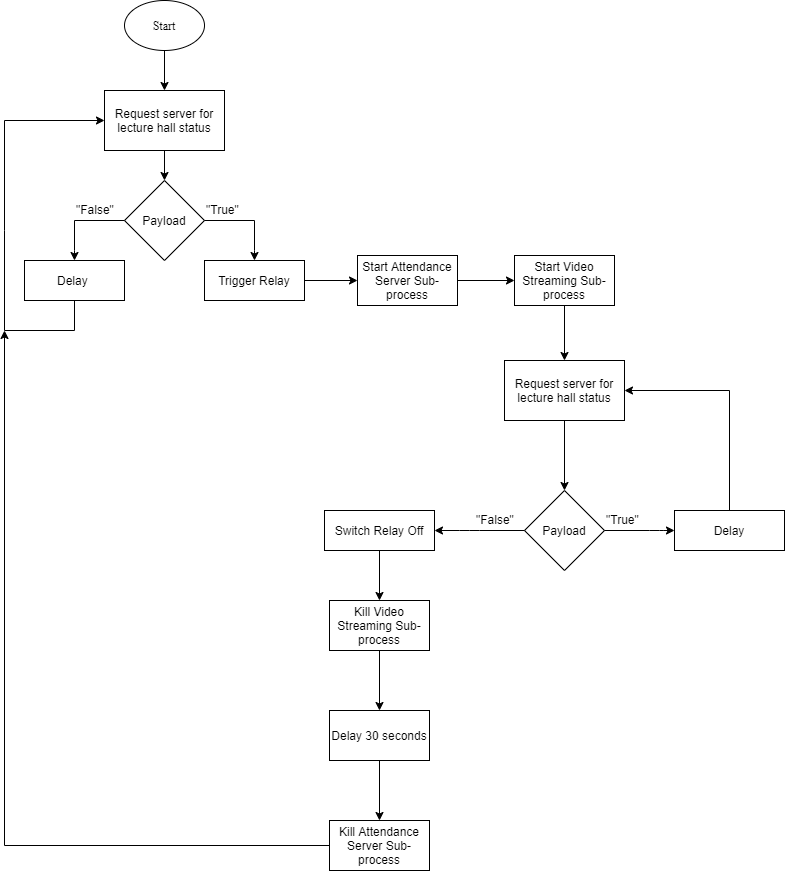 Start
Request server for
lecture hall status
"False"
"True"
Payload
Delay
Trigger Relay
Start Attendance
Server Sub-
process
Start Video
Streaming Sub-
process
Request server for
lecture hall status
"False"
"True"
Switch Relay Off
Payload
Delay
Kill Video
Streaming Sub-
process
Delay 30 seconds
Kill Attendance
Server Sub-
process